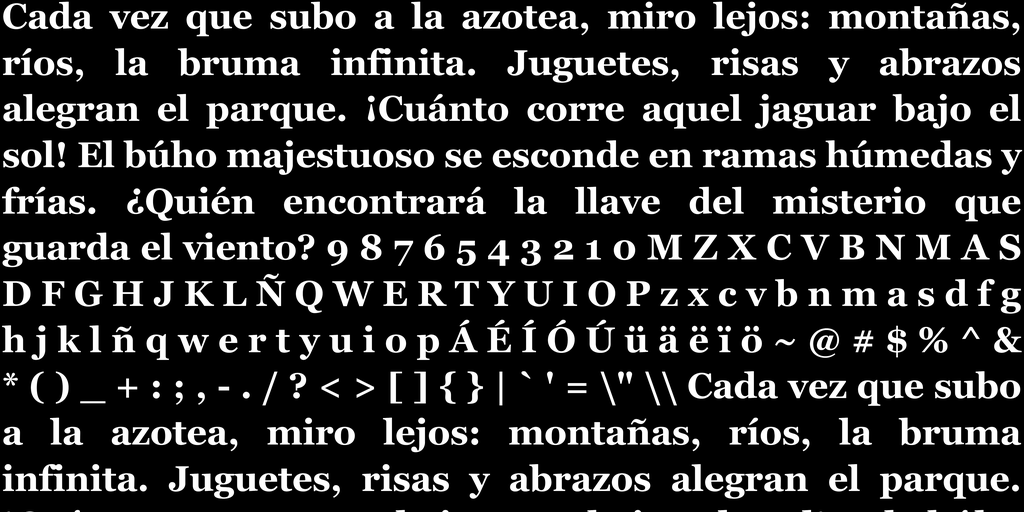 Cada vez que subo a la azotea, miro lejos: montañas,
ríos, la bruma infinita. Juguetes, risas y abrazos
alegran el parque. ¡Cuánto corre aquel jaguar bajo el
sol! El búho majestuoso se esconde en ramas húmedas y
frías. ¿Quién encontrará la llave del misterio que
guarda el viento? 9 8 7 6 5 4 3 2 1 0 M Z X C V B N M A S
D F G H J K L Ñ Q W E R T Y U I O P z x c v b n m a s d f g
h j k l ñ q w e r t y u i o p Á É Í Ó Ú ü ä ë ï ö ~ @ # $ % ^ &
* ( ) _ + : ; , - . / ? < > [ ] { } | ` ' = \" \\ Cada vez que subo
a la azotea, miro lejos: montañas, ríos, la bruma
infinita. Juguetes, risas y abrazos alegran el parque.